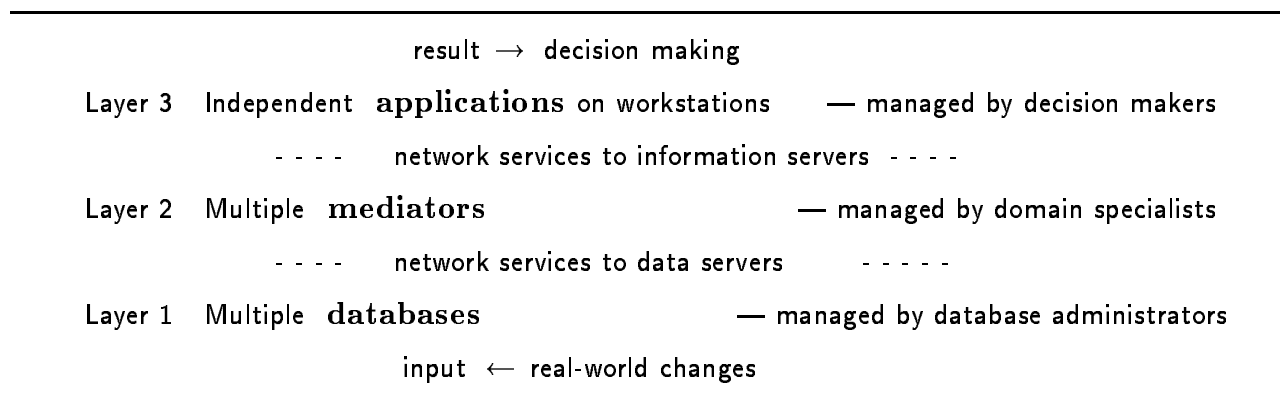 result → decision making
Layer 3 Independent applications on workstations — managed by decision makers
- - - - network services to information servers - - - -
Layer 2 Multiple mediators — managed by domain specialists
- - - - network services to data servers - - - - -
Layer 1 Multiple databases — managed by database administrators
input ← real-world changes